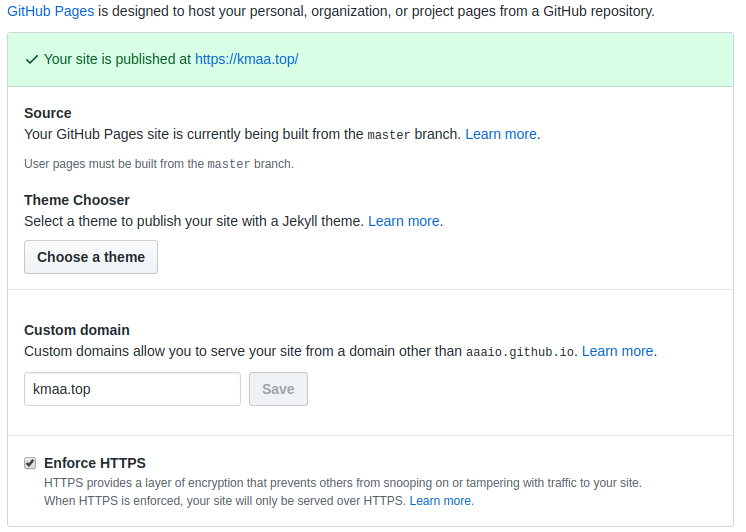 GitHub Pages is designed to host your personal, organization, or project pages from a GitHub repository.
Your site is published at https://kmaa.top/
Source
Your GitHub Pages site is currently being built from the master branch. Learn more.
User pages must be built from the master branch.
Theme Chooser
Select a theme to publish your site with a Jekyll theme. Learn more.
Choose a theme
Custom domain
Custom domains allow you to serve your site from a domain other than aaaio.github.io. Learn more.
kmaa.top Save
Enforce HTTPS
HTTPS provides a layer of encryption that prevents others from snooping on or tampering with traffic to your site.
When HTTPS is enforced, your site will only be served over HTTPS. Learn more.